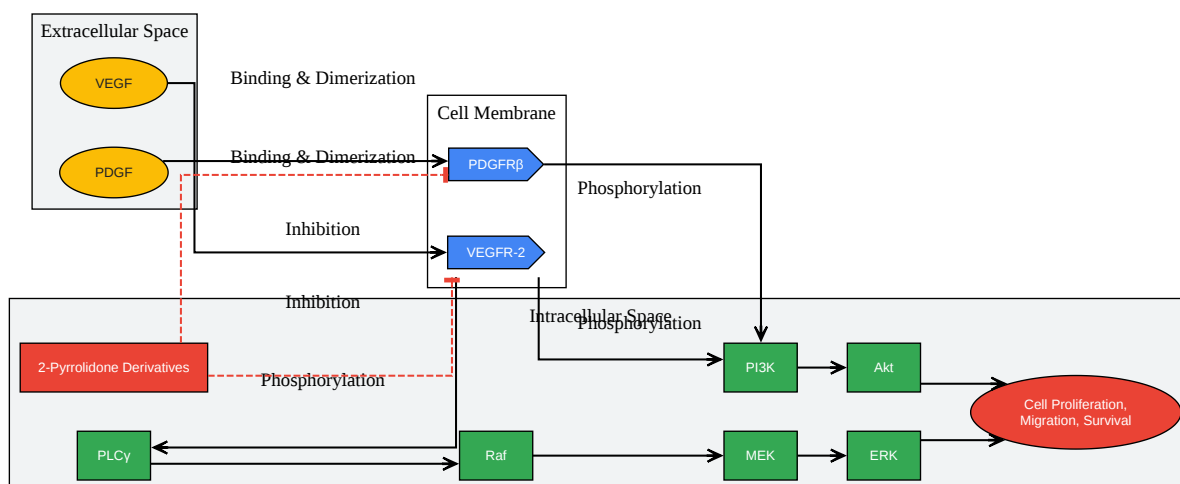 Extracellular Space
VEGF
Binding & Dimerization
Cell Membrane
PDGF
Binding & Dimerization
PDGFRβ
Phosphorylation
Inhibition
VEGFR-2
Inhibition
Intracellular Space
Phosphorylation
2-Pyrrolidone Derivatives
Phosphorylation
PI3K
Akt
Cell Proliferation,
Migration, Survival
PLCγ
Raf
MEK
ERK